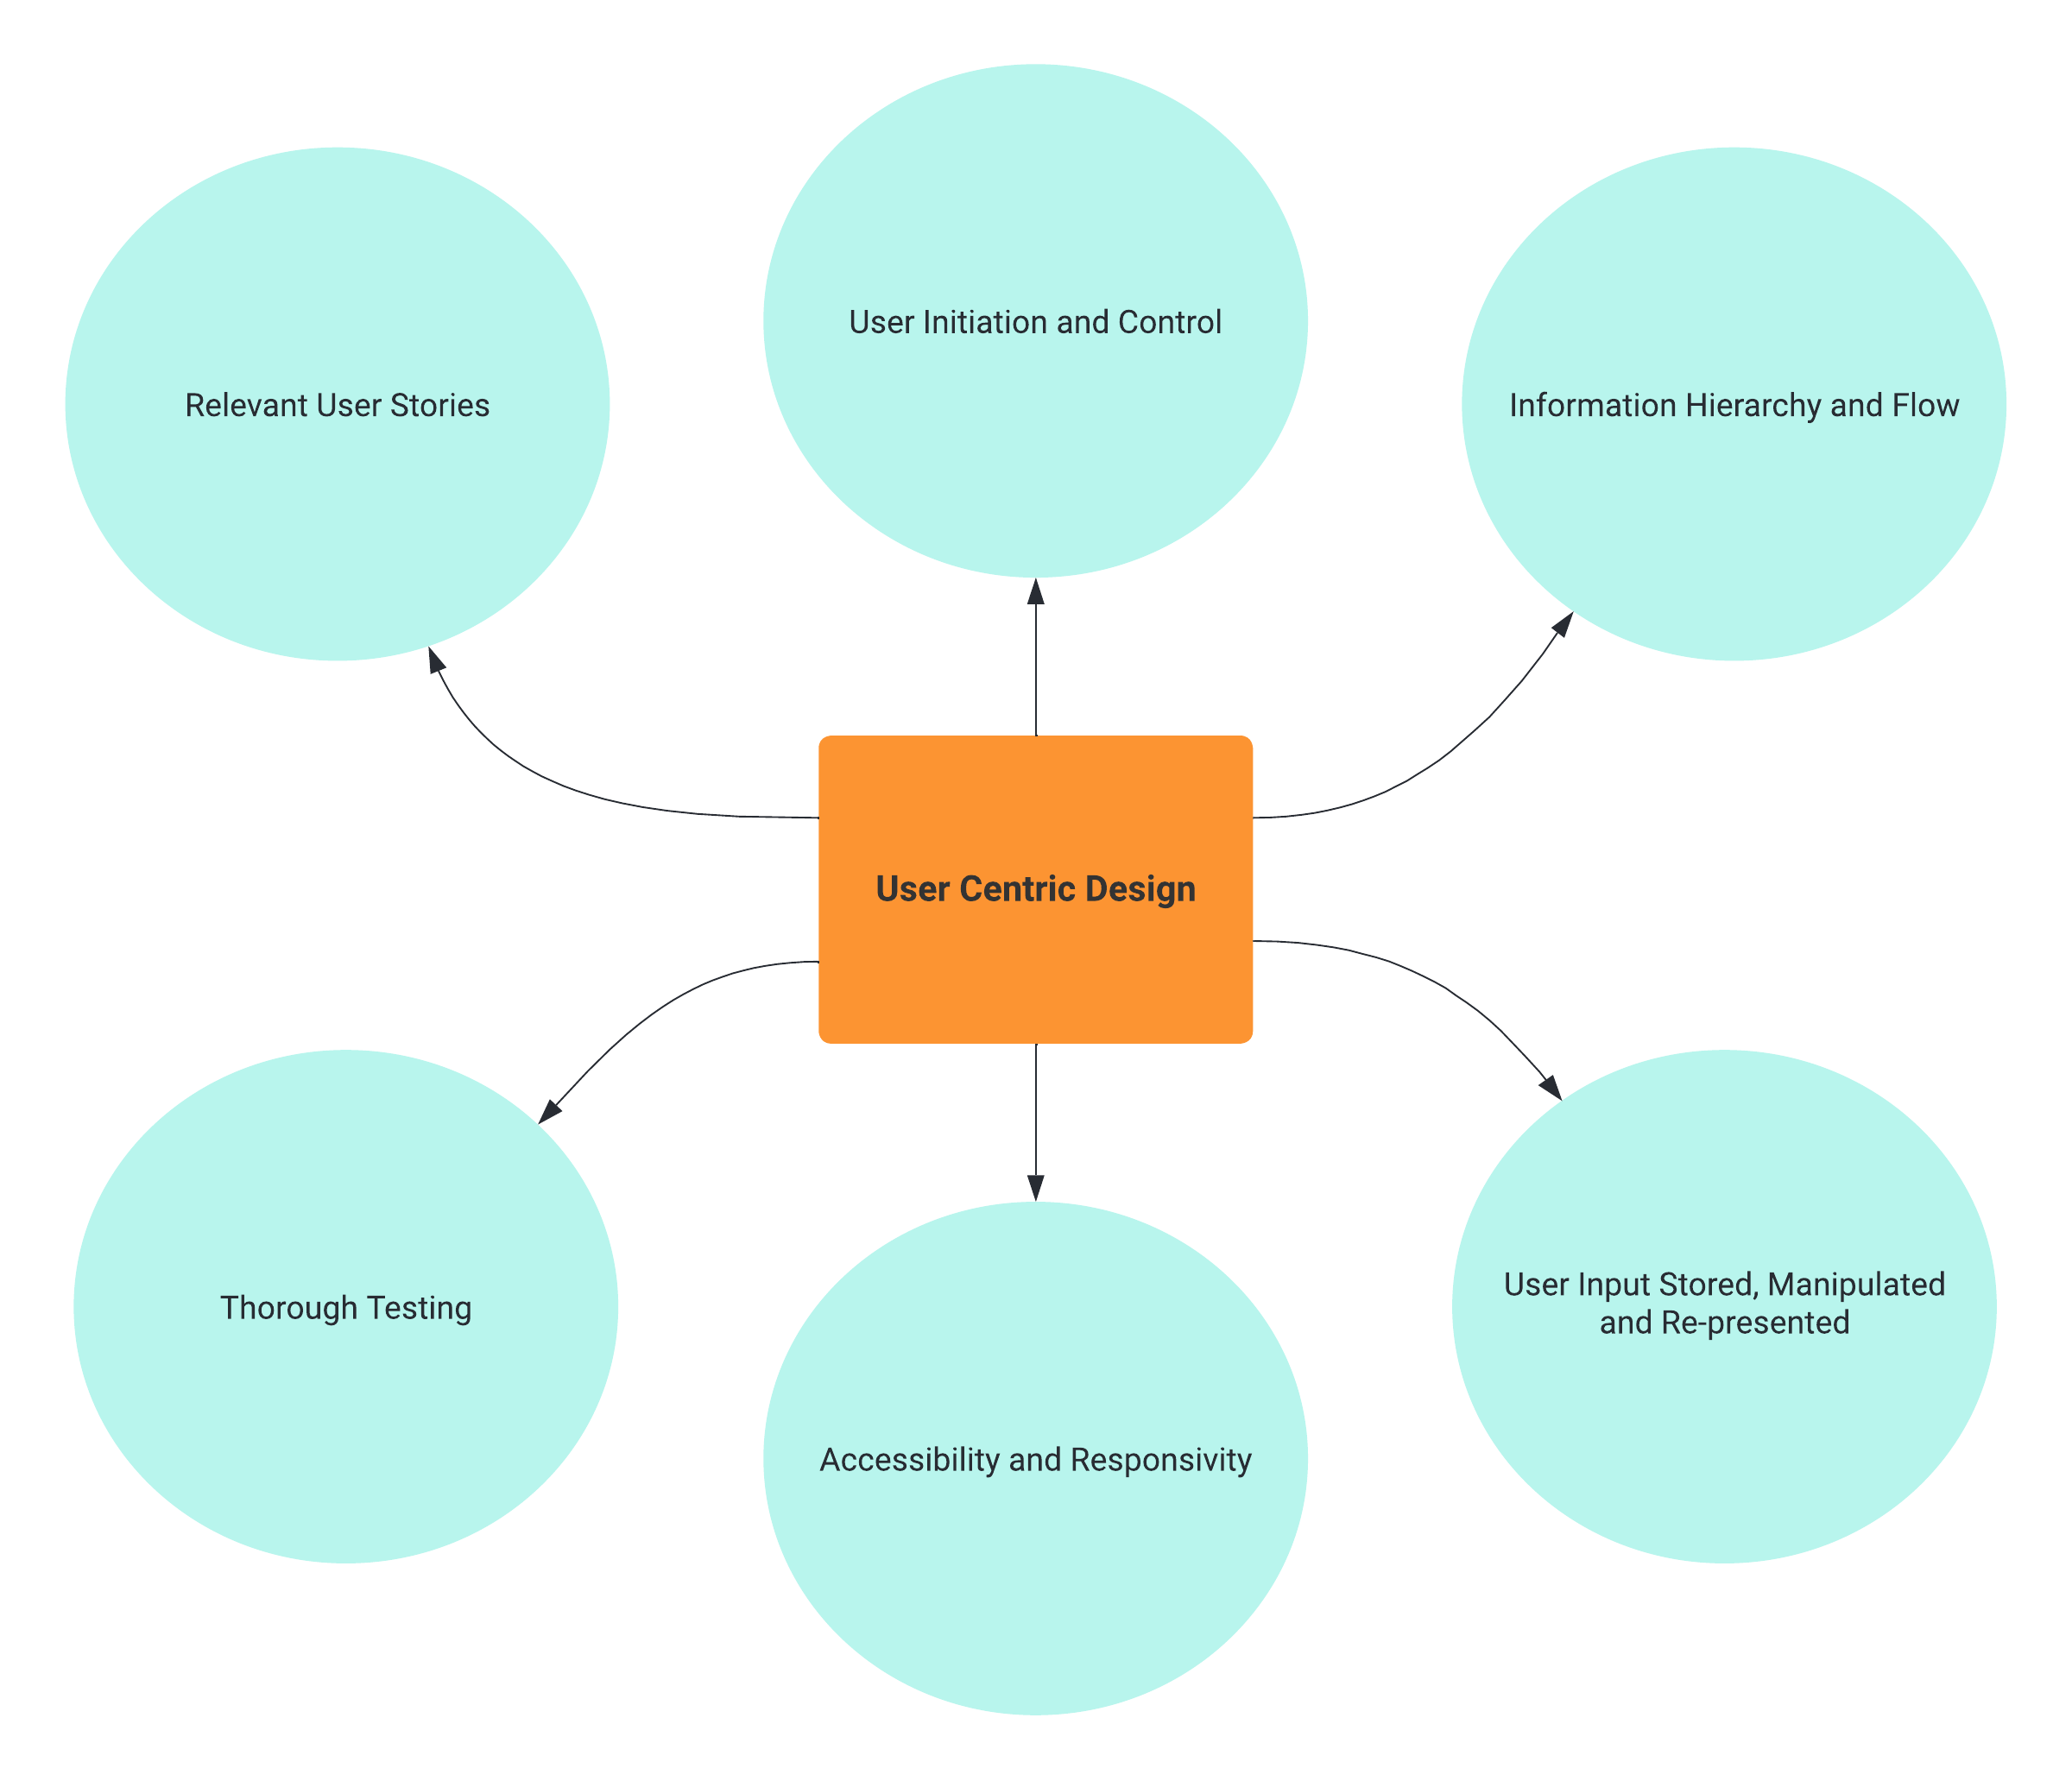 User Initiation and Control
Relevant User Stories
Information Hierarchy and Flow
User Centric Design
Thorough Testing
User Input Stored, Manipulated
and Re-presented
Accessibility and Responsivity